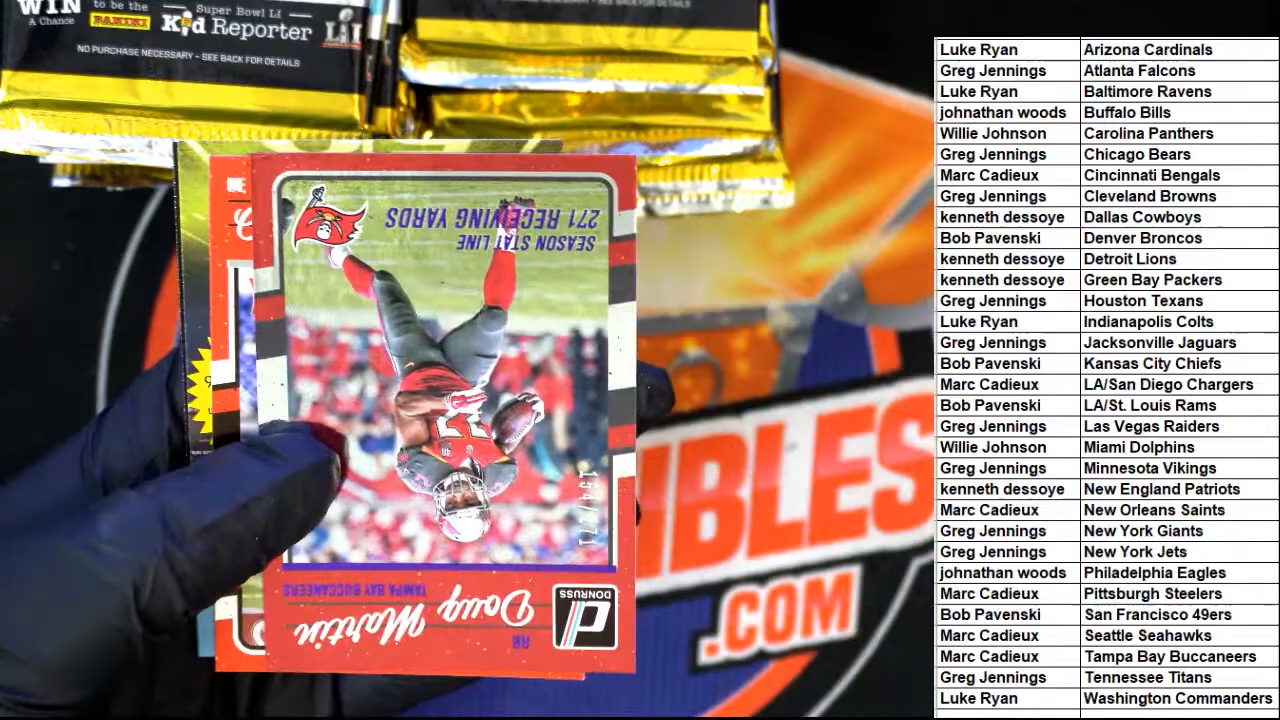 WIN
A Chance
to be the
PANINI
Super Bowl LI
Kid Reporter
LI
NO PURCHASE NECESSARY – SEE BACK FOR DETAILS
SEASON STAT LINE
271 RECEIVING YARDS
154/271
RB
Doug Martin
TAMPA BAY BUCCANEERS
DONRUSS
IBLES
.COM
Luke Ryan Arizona Cardinals
Greg Jennings Atlanta Falcons
Luke Ryan Baltimore Ravens
johnathan woods Buffalo Bills
Willie Johnson Carolina Panthers
Greg Jennings Chicago Bears
Marc Cadieux Cincinnati Bengals
Greg Jennings Cleveland Browns
kenneth dessoye Dallas Cowboys
Bob Pavenski Denver Broncos
kenneth dessoye Detroit Lions
kenneth dessoye Green Bay Packers
Greg Jennings Houston Texans
Luke Ryan Indianapolis Colts
Greg Jennings Jacksonville Jaguars
Bob Pavenski Kansas City Chiefs
Marc Cadieux LA/San Diego Chargers
Bob Pavenski LA/St. Louis Rams
Greg Jennings Las Vegas Raiders
Willie Johnson Miami Dolphins
Greg Jennings Minnesota Vikings
kenneth dessoye New England Patriots
Marc Cadieux New Orleans Saints
Greg Jennings New York Giants
Greg Jennings New York Jets
johnathan woods Philadelphia Eagles
Marc Cadieux Pittsburgh Steelers
Bob Pavenski San Francisco 49ers
Marc Cadieux Seattle Seahawks
Marc Cadieux Tampa Bay Buccaneers
Greg Jennings Tennessee Titans
Luke Ryan Washington Commanders